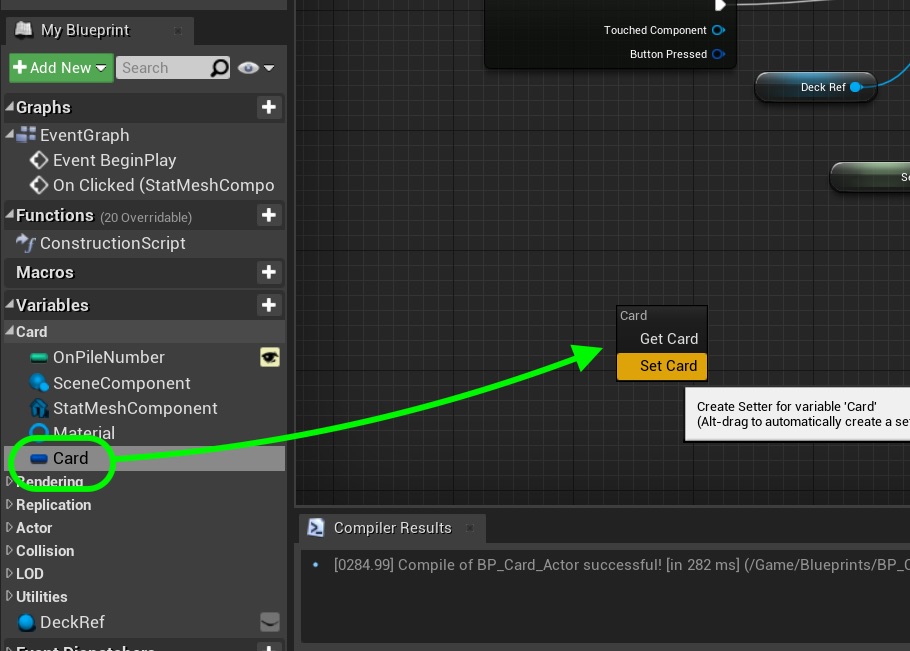 My Blueprint
Add New
Search
Graphs
EventGraph
Event BeginPlay
On Clicked (StatMeshCompo
Functions (20 Overridable)
ConstructionScript
Macros
Variables
Card
OnPileNumber
SceneComponent
StatMeshComponent
Material
Card
Rendering
Replication
Actor
Collision
LOD
Utilities
DeckRef
Event Dispatchers
Touched Component
Button Pressed
Deck Ref
Card
Get Card
Set Card
Create Setter for variable 'Card'
(Alt-drag to automatically create a se
Compiler Results
[0284.99] Compile of BP_Card_Actor successful! [in 282 ms] (/Game/Blueprints/BP_C